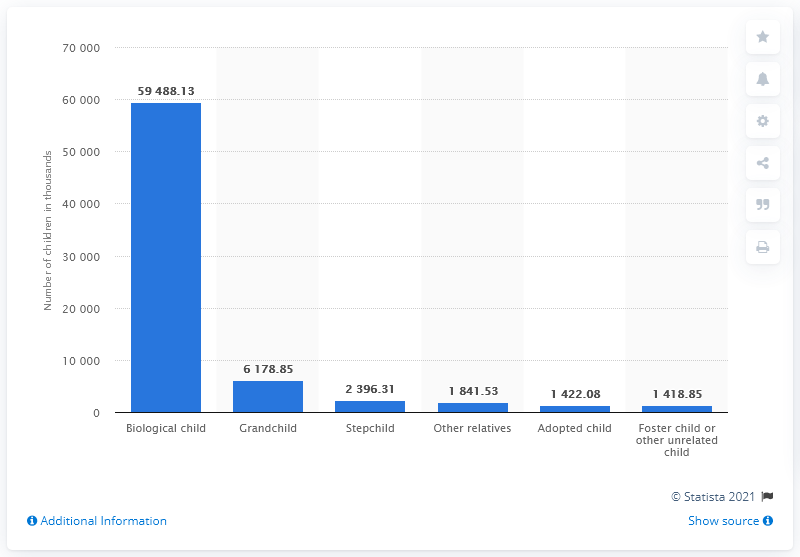 70 000
60 000
50 000
40 000
30 000
20 000
10 000
0
Number of children in thousands
59 488.13
6 178.85
2 396.31
1 841.53
1 422.08
1 418.85
Biological child
Grandchild
Stepchild
Other relatives
Adopted child
Foster child or
other unrelated
child
© Statista 2021
Additional Information
Show source